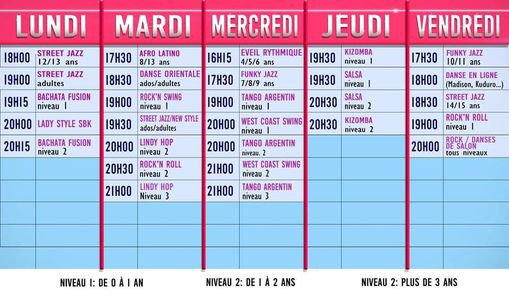 LUNDI MARDI MERCREDI JEUDI VENDREDI
18H00 STREET JAZZ
12/13 ans
19H00 STREET JAZZ
adultes
19H15 BACHATA FUSION
niveau 1
20H00 LADY STYLE SBK
20H15 BACHATA FUSION
niveau 2
17H30 AFRO LATINO
8/13 ans
18H30 DANSE ORIENTALE
ados/adultes
19H00 ROCK'N SWING
niveau 1
19H30 STREET JAZZ/NEW STYLE
ados/adultes
20H00 LINDY HOP
niveau 2
20H30 ROCK'N ROLL
niveau 2
21H00 LINDY HOP
Niveau 3
16H15 EVEIL RYTHMIQUE
4/5/6 ans
17H30 FUNKY JAZZ
7/8/9 ans
19H00 TANGO ARGENTIN
niveau 1
20H00 WEST COAST SWING
niveau 1
20H00 TANGO ARGENTIN
niveau. 2
21H00 WEST COAST SWING
niveau 2
21H00 TANGO ARGENTIN
niveau 3
19H30 KIZOMBA
niveau 1
19H30 SALSA
niveau 1
20H30 SALSA
niveau 2
20H30 KIZOMBA
niveau 2
17H30 FUNKY JAZZ
10/11 ans
18H00 DANSE EN LIGNE
(Madison, Kuduro...)
18H30 STREET JAZZ
14/15 ans
19H00 ROCK'N ROLL
niveau 1
20H00 ROCK / DANSES
DE SALON
tous niveaux
NIVEAU 1: DE 0 À 1 AN NIVEAU 2: DE 1 À 2 ANS NIVEAU 2: PLUS DE 3 ANS